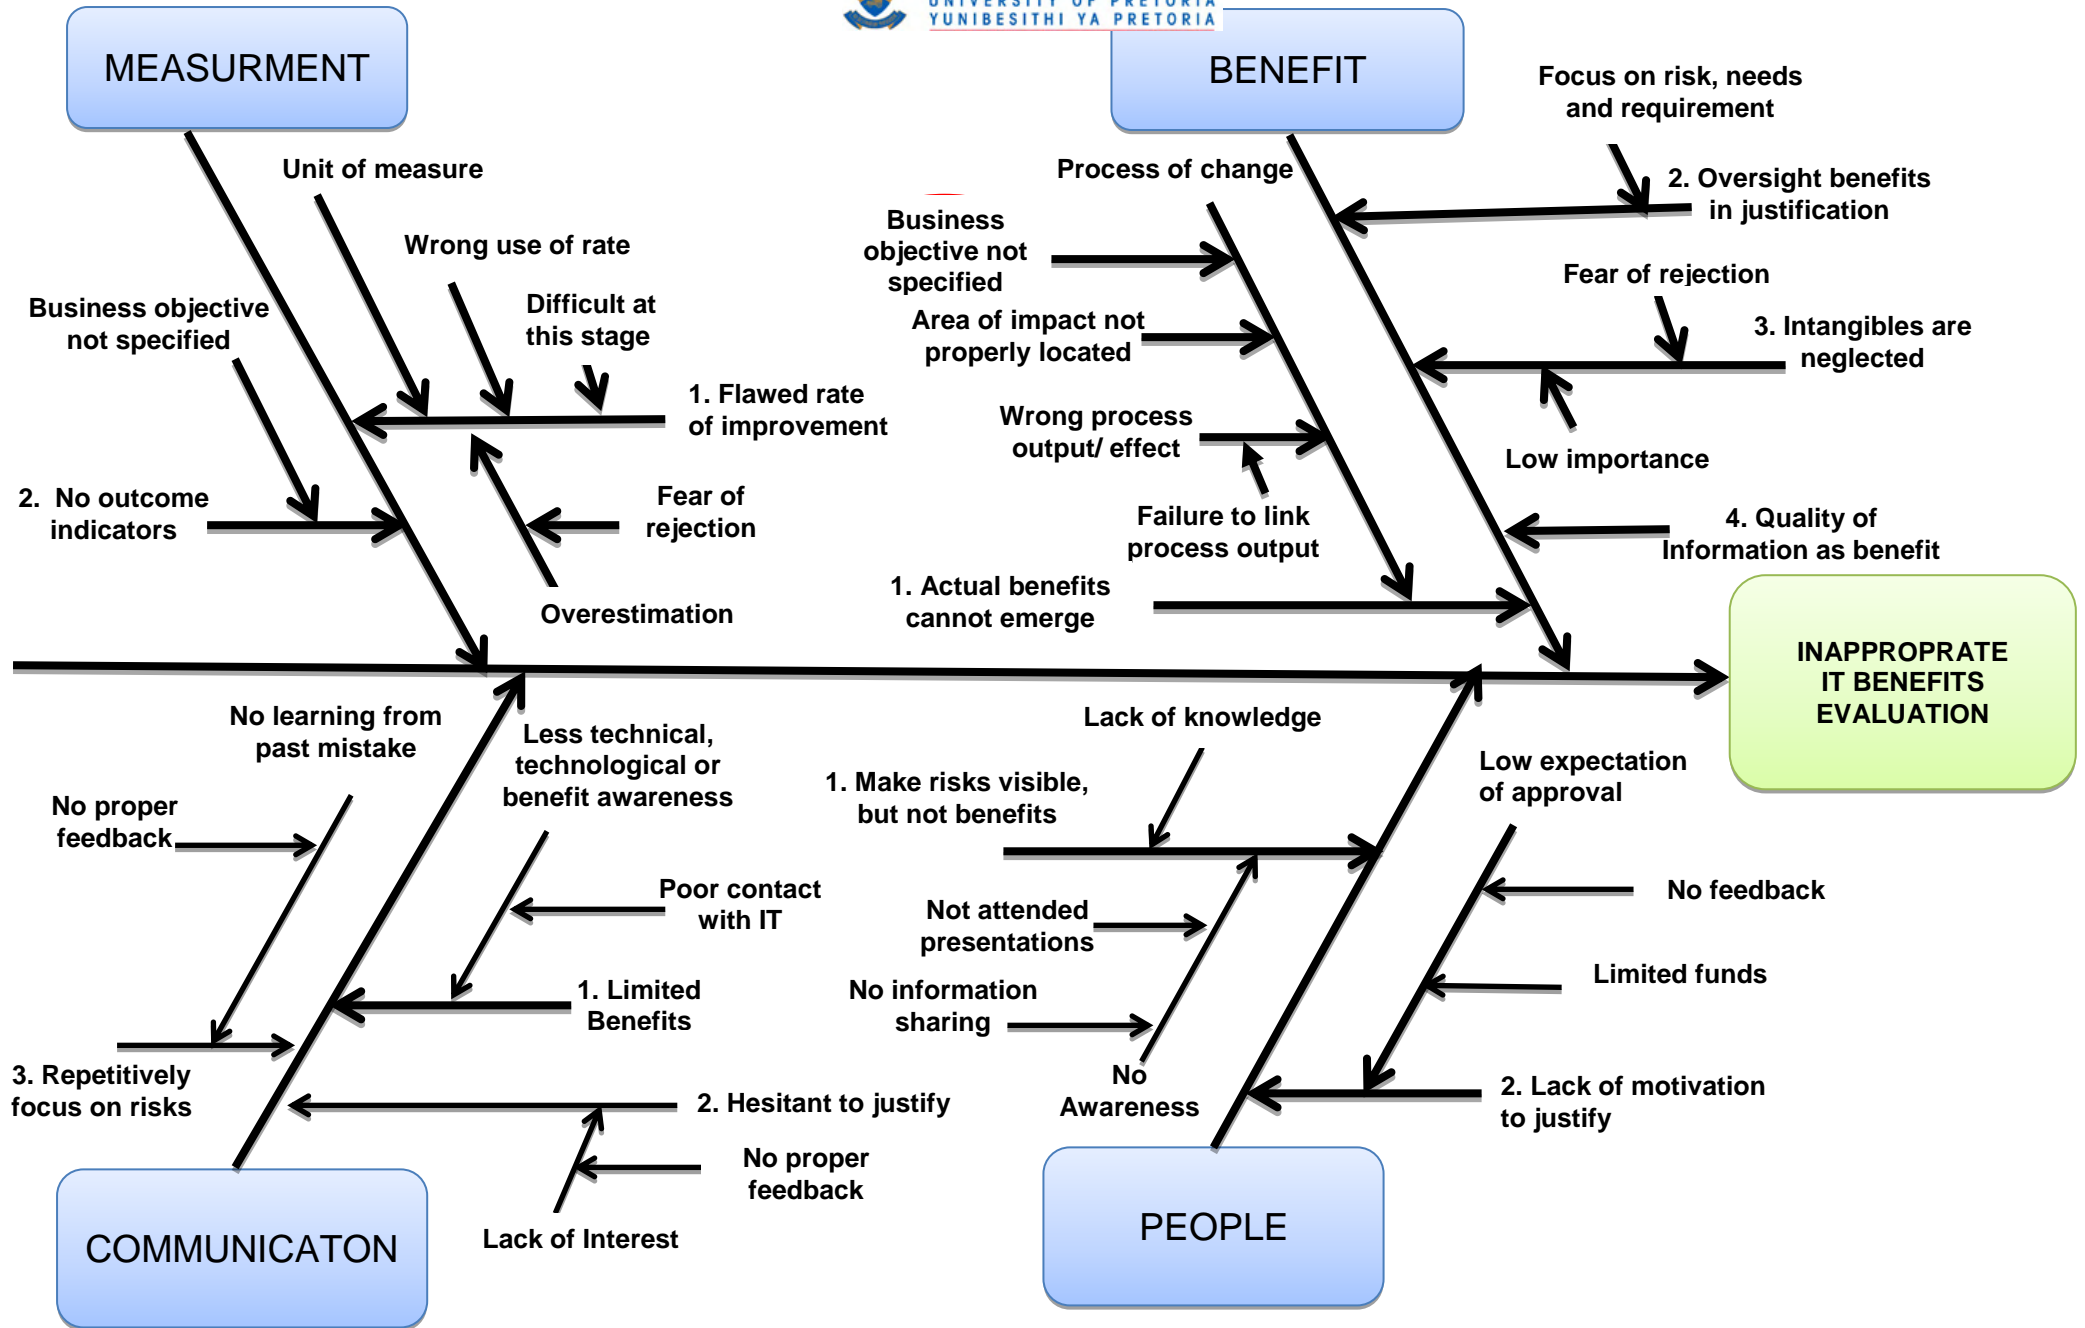 UNIVERSITY OF PRETORIA
YUNIBESITHI YA PRETORIA
MEASURMENT
BENEFIT
Focus on risk, needs
and requirement
Unit of measure
Process of change
2. Oversight benefits
in justification
Business
objective not
specified
Wrong use of rate
Fear of rejection
Business objective
not specified
Difficult at
this stage
Area of impact not
properly located
3. Intangibles are
neglected
1. Flawed rate
of improvement
Wrong process
output/ effect
Low importance
2. No outcome
indicators
Fear of
rejection
Failure to link
process output
4. Quality of
Information as benefit
1. Actual benefits
cannot emerge
Overestimation
INAPPROPRATE
IT BENEFITS
EVALUATION
No learning from
past mistake
Less technical,
technological or
benefit awareness
Lack of knowledge
Low expectation
of approval
1. Make risks visible,
but not benefits
No proper
feedback
Poor contact
with IT
Not attended
presentations
No feedback
Limited funds
1. Limited
Benefits
No information
sharing
3. Repetitively
focus on risks
2. Hesitant to justify
No
Awareness
2. Lack of motivation
to justify
No proper
feedback
Lack of Interest
COMMUNICATON
PEOPLE